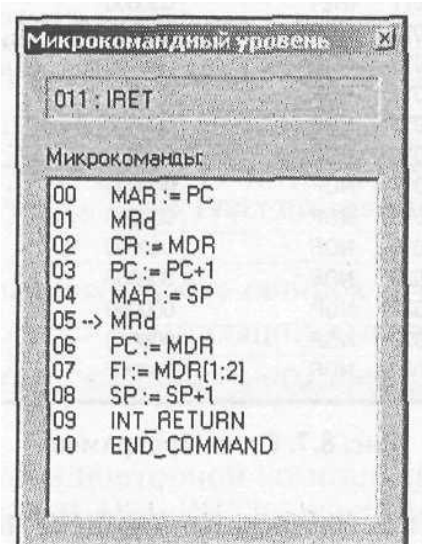 Микрокомандный уровень
011 : IRET
Микрокоманды:
00 MAR := PC
01 MRd
02 CR := MDR
03 PC := PC+1
04 MAR := SP
05 --> MRd
06 PC := MDR
07 FI := MDR[1:2]
08 SP := SP+1
09 INT_RETURN
10 END_COMMAND